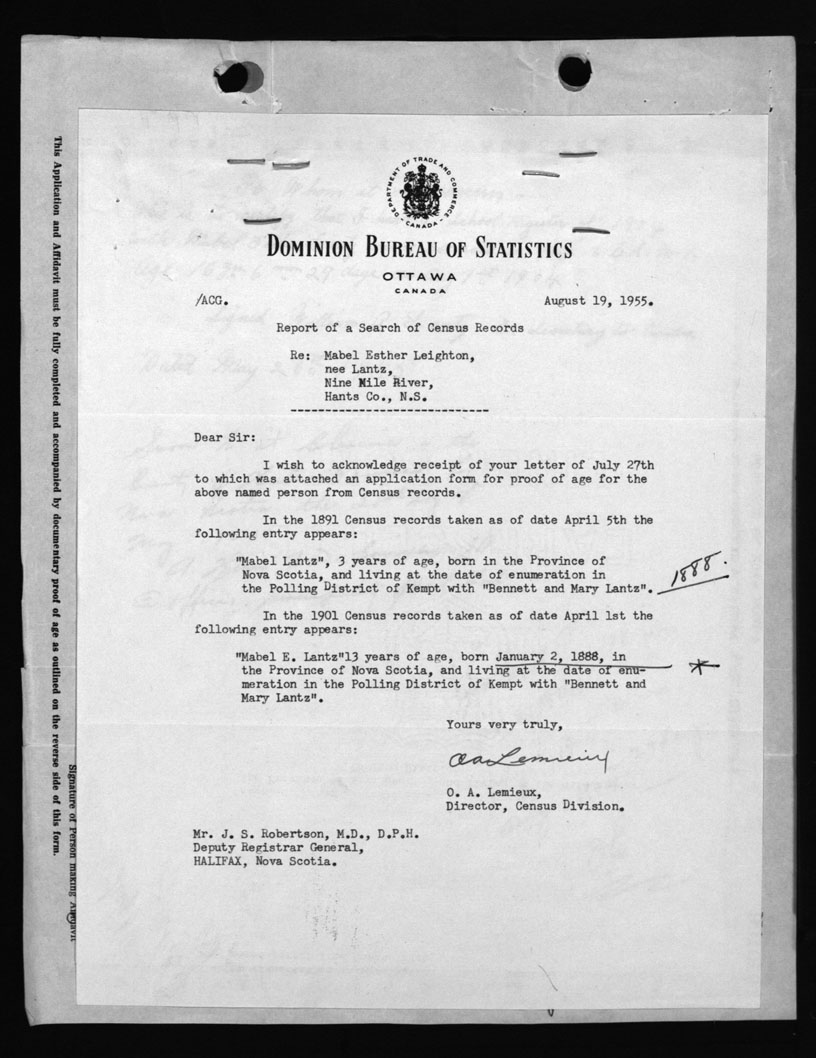 DEPARTMENT OF TRADE AND COMMERCE
CANADA
DOMINION BUREAU OF STATISTICS
OTTAWA
CANADA
/ACG. August 19, 1955.
Report of a Search of Census Records
Re: Mabel Esther Leighton,
nee Lantz,
Nine Mile River,
Hants Co., N.S.
Dear Sir:
I wish to acknowledge receipt of your letter of July 27th
to which was attached an application form for proof of age for the
above named person from Census records.
In the 1891 Census records taken as of date April 5th the
following entry appears:
"Mabel Lantz", 3 years of age, born in the Province of
Nova Scotia, and living at the date of enumeration in
the Polling District of Kempt with "Bennett and Mary Lantz".
1888.
In the 1901 Census records taken as of date April 1st the
following entry appears:
"Mabel E. Lantz"13 years of age, born January 2, 1888, in
the Province of Nova Scotia, and living at the date of enu-
meration in the Polling District of Kempt with "Bennett and
Mary Lantz".
Yours very truly,
OA Lemieux
O. A. Lemieux,
Director, Census Division.
Mr. J. S. Robertson, M.D., D.P.H.
Deputy Registrar General,
HALIFAX, Nova Scotia.
This Application and Affidavit must be fully completed and accompanied by documentary proof of age as outlined on the reverse side of this form.
Signature of Person making Affidavit